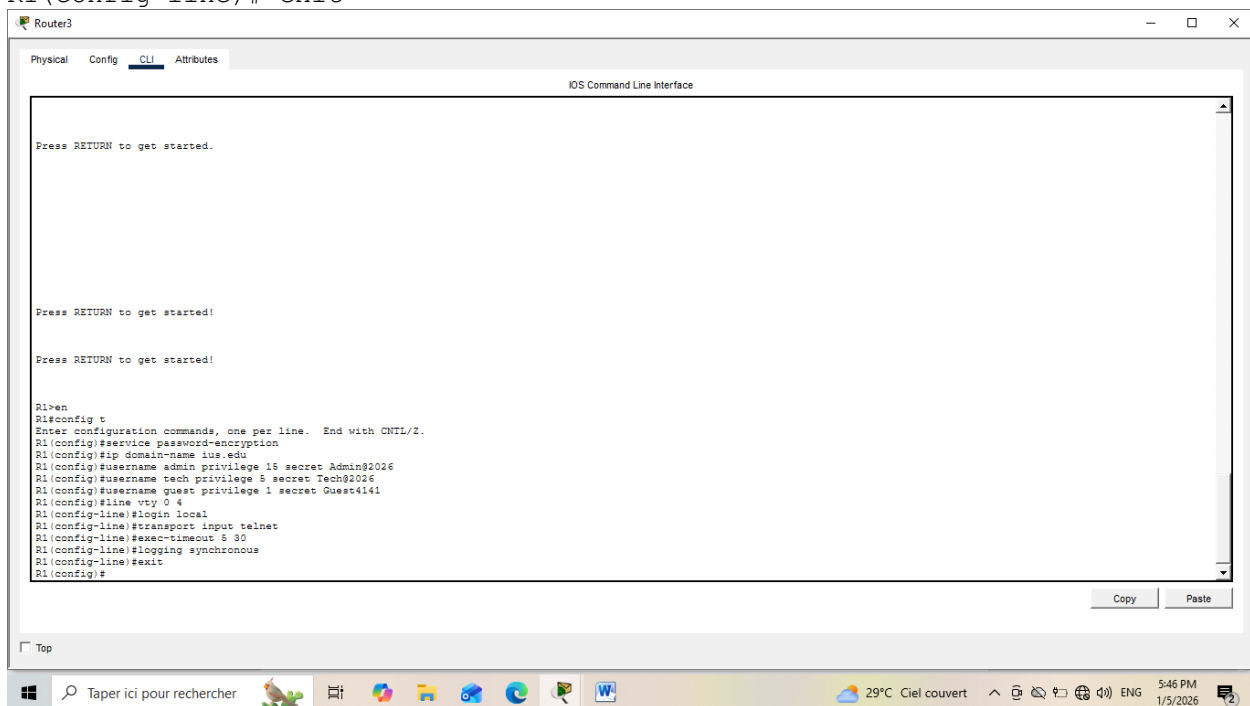 R1(config-line)# exit
Router3
Physical Config CLI Attributes
IOS Command Line Interface
Press RETURN to get started.
Press RETURN to get started!
Press RETURN to get started!
R1>en
R1#config t
Enter configuration commands, one per line.  End with CNTL/Z.
R1(config)#service password-encryption
R1(config)#ip domain-name ius.edu
R1(config)#username admin privilege 15 secret Admin@2026
R1(config)#username tech privilege 5 secret Tech@2026
R1(config)#username guest privilege 1 secret Guest4141
R1(config)#line vty 0 4
R1(config-line)#login local
R1(config-line)#transport input telnet
R1(config-line)#exec-timeout 5 30
R1(config-line)#logging synchronous
R1(config-line)#exit
R1(config)#
Copy Paste
Top
Taper ici pour rechercher 29°C Ciel couvert ENG 5:46 PM
1/5/2026 2